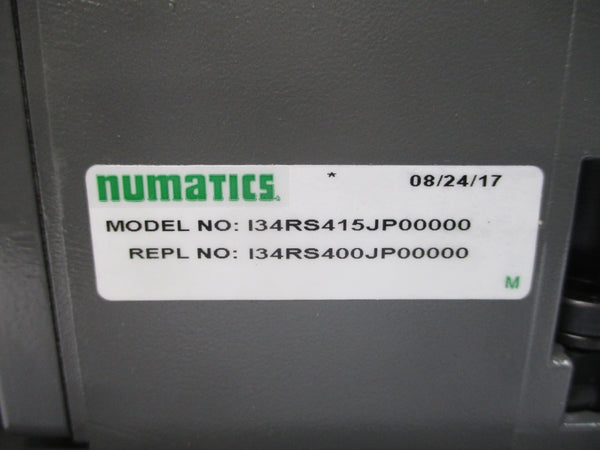 numatics * 08/24/17
MODEL NO: I34RS415JP00000
REPL NO: I34RS400JP00000
M